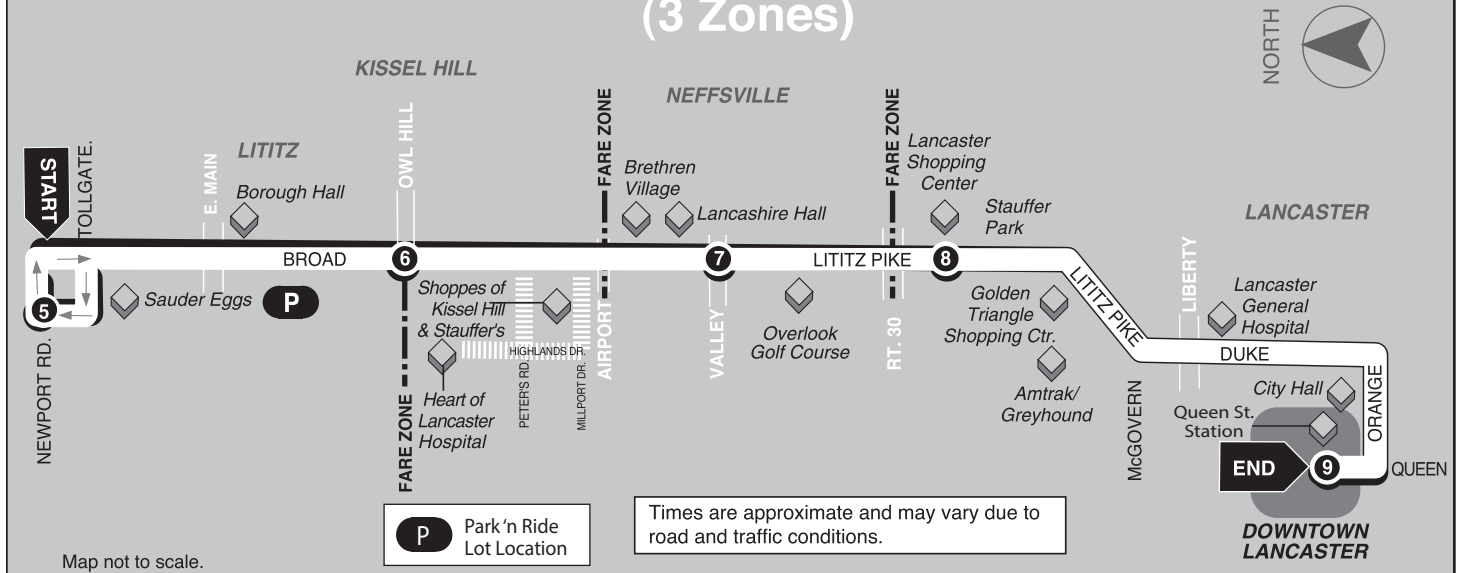 (3 Zones)
NORTH
KISSEL HILL
NEFFSVILLE
LITITZ
LANCASTER
START
TOLLGATE.
E. MAIN
Borough Hall
OWL HILL
FARE ZONE
Brethren
Village
Lancashire Hall
FARE ZONE
Lancaster
Shopping
Center
Stauffer
Park
BROAD
6
7
LITITZ PIKE
8
5
Sauder Eggs
P
Shoppes of
Kissel Hill
& Stauffer's
HIGHLANDS DR.
PETER'S RD.
MILLPORT DR.
AIRPORT
VALLEY
Overlook
Golf Course
RT. 30
Golden
Triangle
Shopping Ctr.
Amtrak/
Greyhound
LITITZ PIKE
LIBERTY
Lancaster
General
Hospital
DUKE
NEWPORT RD.
FARE ZONE
Heart of
Lancaster
Hospital
McGOVERN
City Hall
Queen St.
Station
ORANGE
END
9
QUEEN
DOWNTOWN
LANCASTER
P
Park 'n Ride
Lot Location
Times are approximate and may vary due to
road and traffic conditions.
Map not to scale.